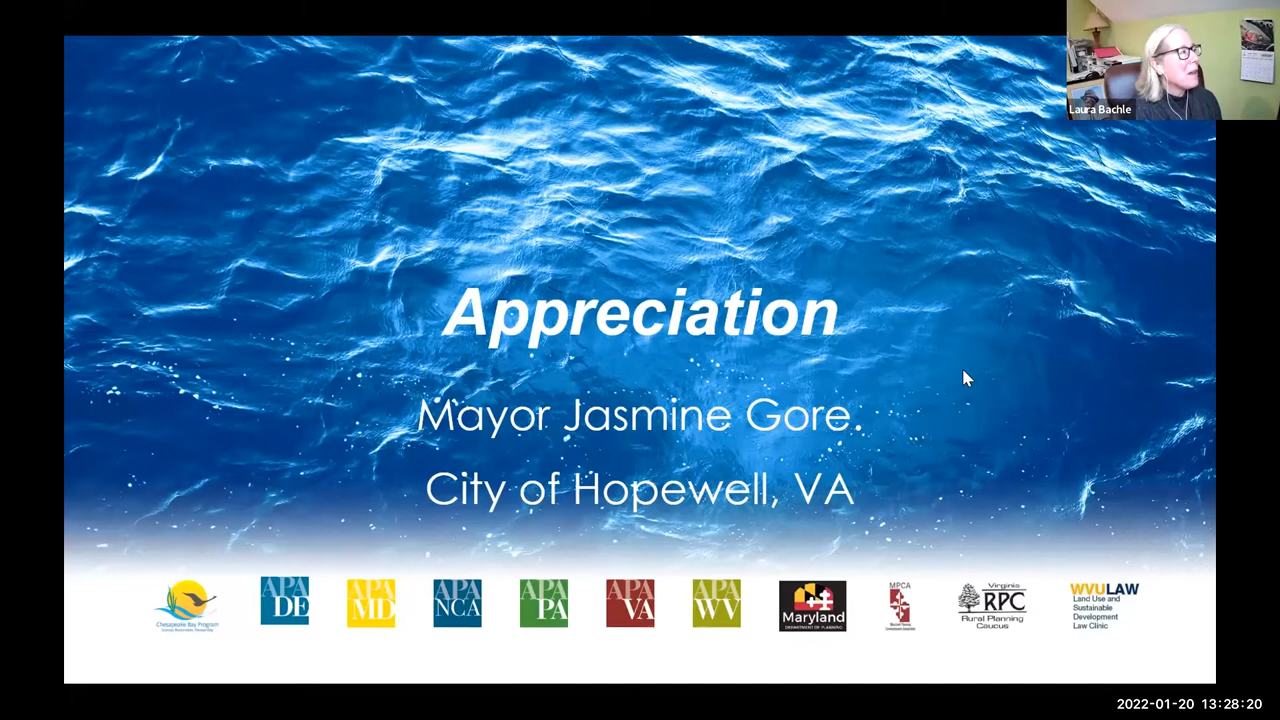 Laura Bachle
Appreciation
Mayor Jasmine Gore.
City of Hopewell, VA
Chesapeake Bay Program
APA
DE
APA
MD
APA
NCA
APA
PA
APA
VA
APA
WV
Maryland
DEPARTMENT OF PLANNING
MPCA
Virginia
RPC
Rural Planning
Caucus
WVULAW
Land Use and
Sustainable
Development
Law Clinic
2022-01-20 13:28:20